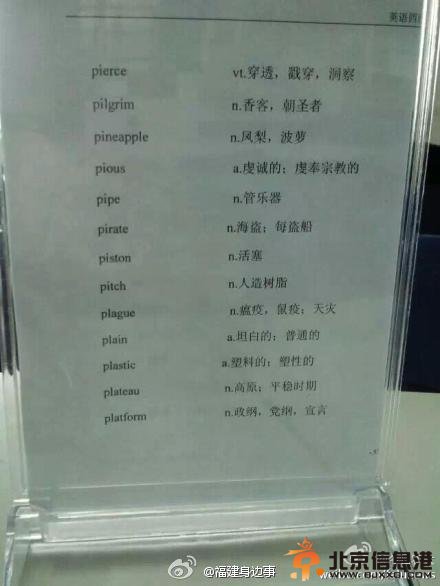 英语四
pierce vt.穿透，戳穿，洞察
pilgrim n.香客，朝圣者
pineapple n.凤梨，波萝
pious a.虔诚的；虔奉宗教的
pipe n.管乐器
pirate n.海盗；每盗船
piston n.活塞
pitch n.人造树脂
plague n.瘟疫，鼠疫；天灾
plain a.坦白的；普通的
plastic a.塑料的；塑性的
plateau n.高原；平稳时期
platform n.政纲，党纲，宣言
@福建身边事
北京信息港
www.BJXXG1.COM